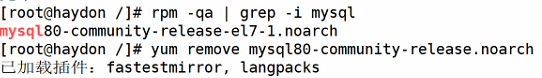 [root@haydon /]# rpm -qa | grep -i mysql
mysql80-community-release-el7-1.noarch
[root@haydon /]# yum remove mysql80-community-release.noarch
已加载插件：fastestmirror, langpacks